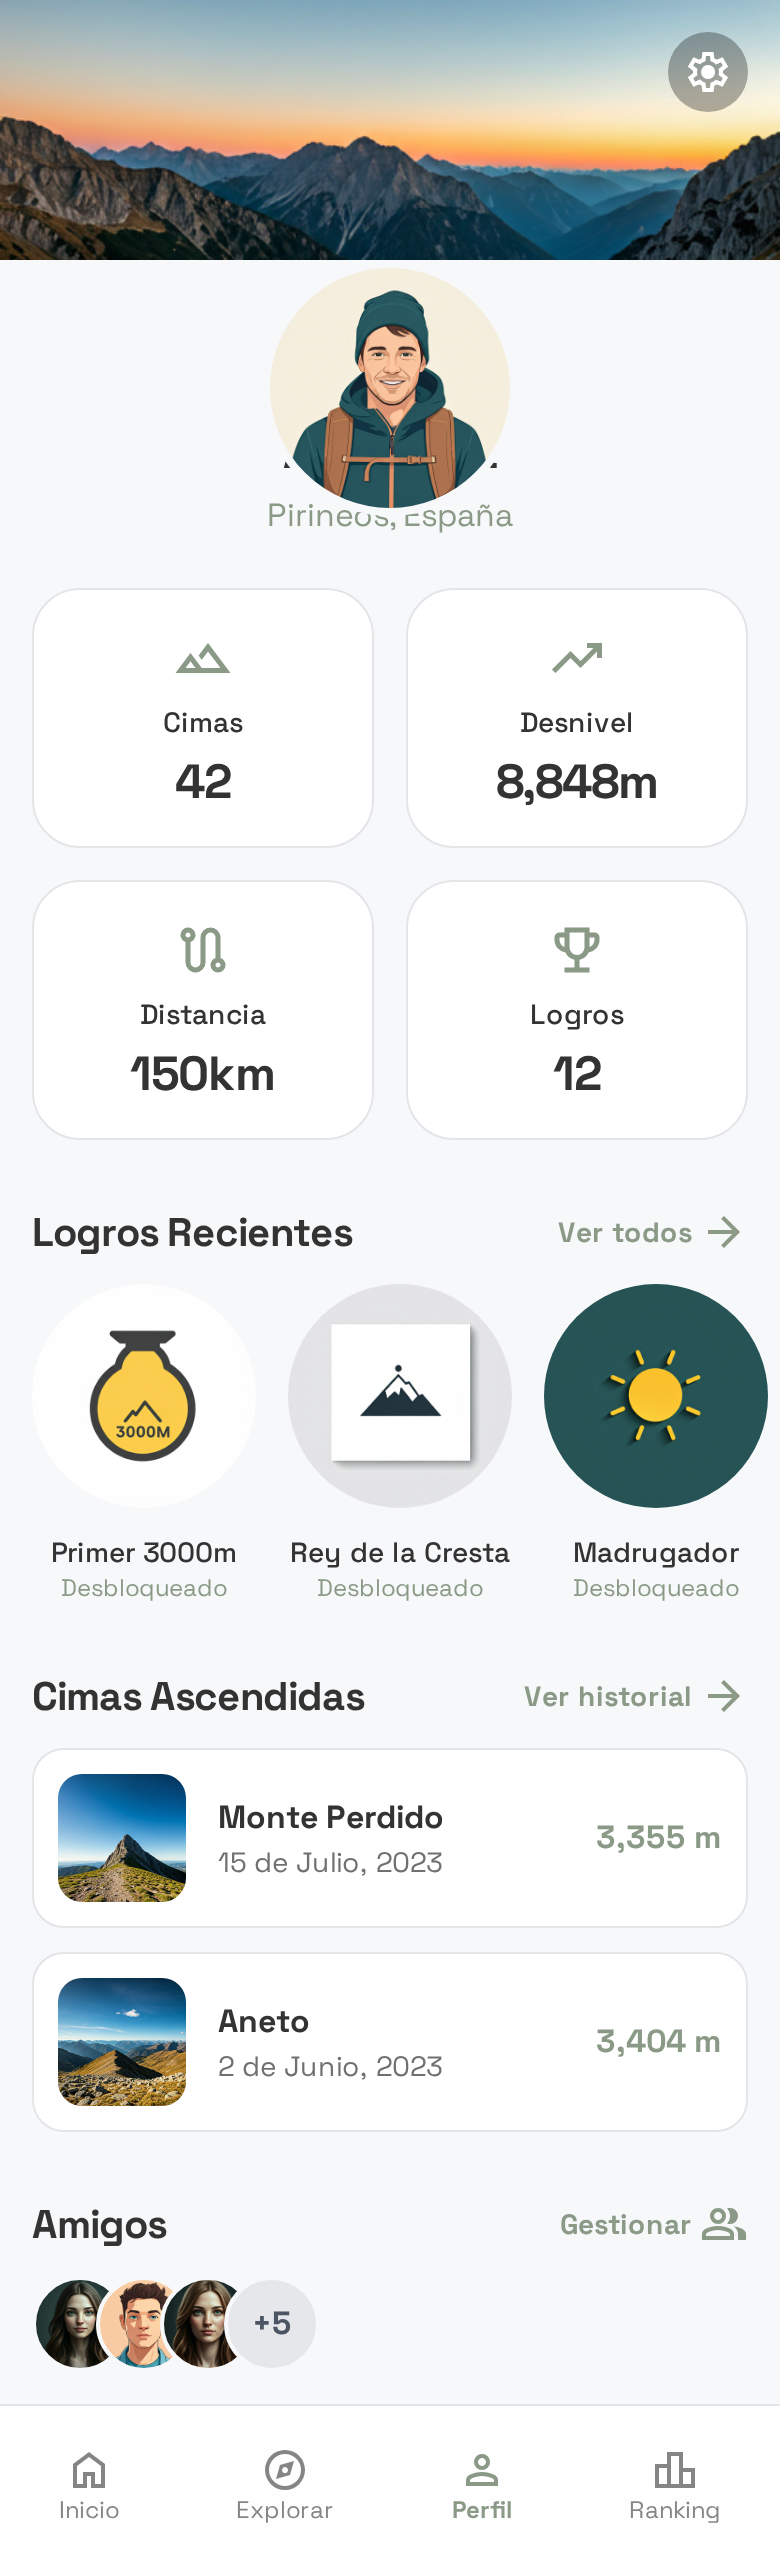 Pirineos, España
Cimas
42
Desnivel
8,848m
Distancia
150km
Logros
12
Logros Recientes
Ver todos
3000M
Primer 3000m
Desbloqueado
Rey de la Cresta
Desbloqueado
Madrugador
Desbloqueado
Cimas Ascendidas
Ver historial
Monte Perdido
15 de Julio, 2023
3,355 m
Aneto
2 de Junio, 2023
3,404 m
Amigos
Gestionar
+5
Inicio
Explorar
Perfil
Ranking